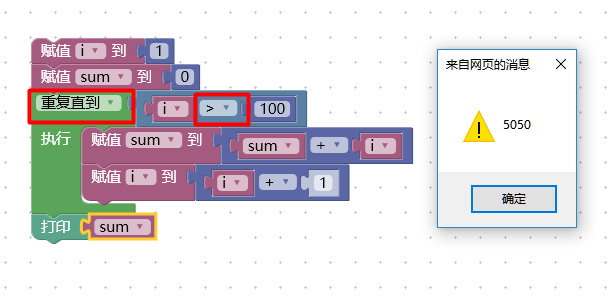 赋值 i 到 1
赋值 sum 到 0
重复直到 i > 100
执行 赋值 sum 到 sum + i
赋值 i 到 i + 1
打印 sum
来自网页的消息
5050
确定